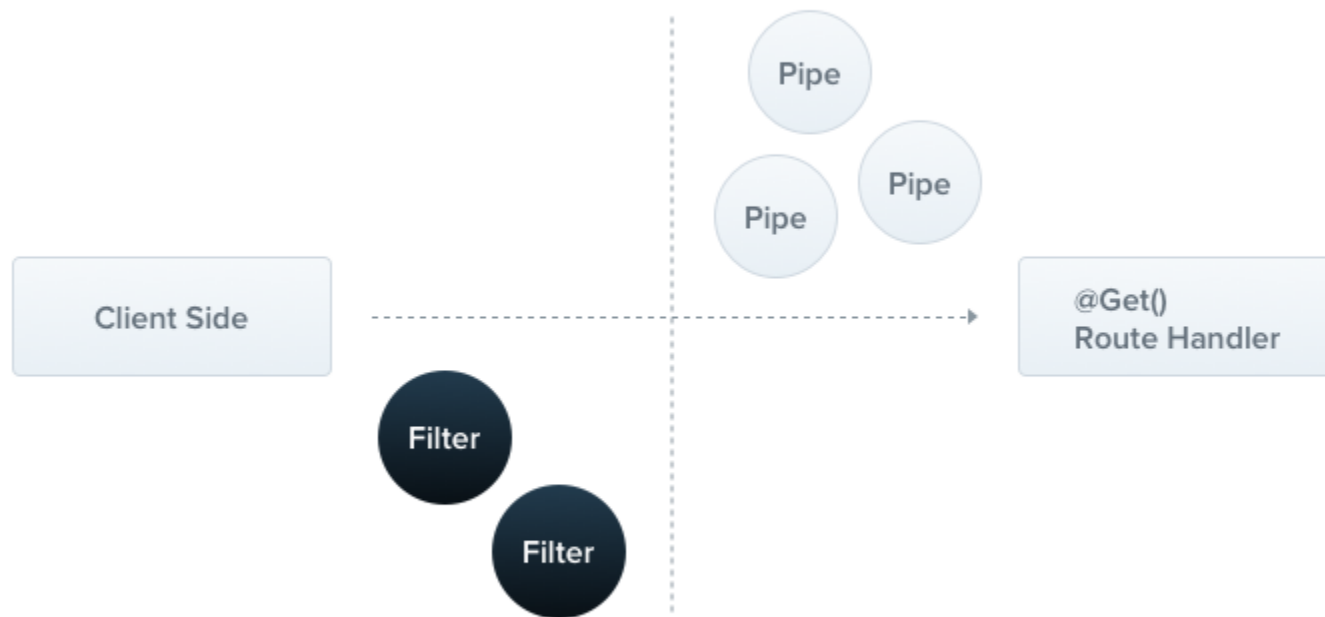 Pipe
Pipe
Pipe
Client Side
@Get()
Route Handler
Filter
Filter